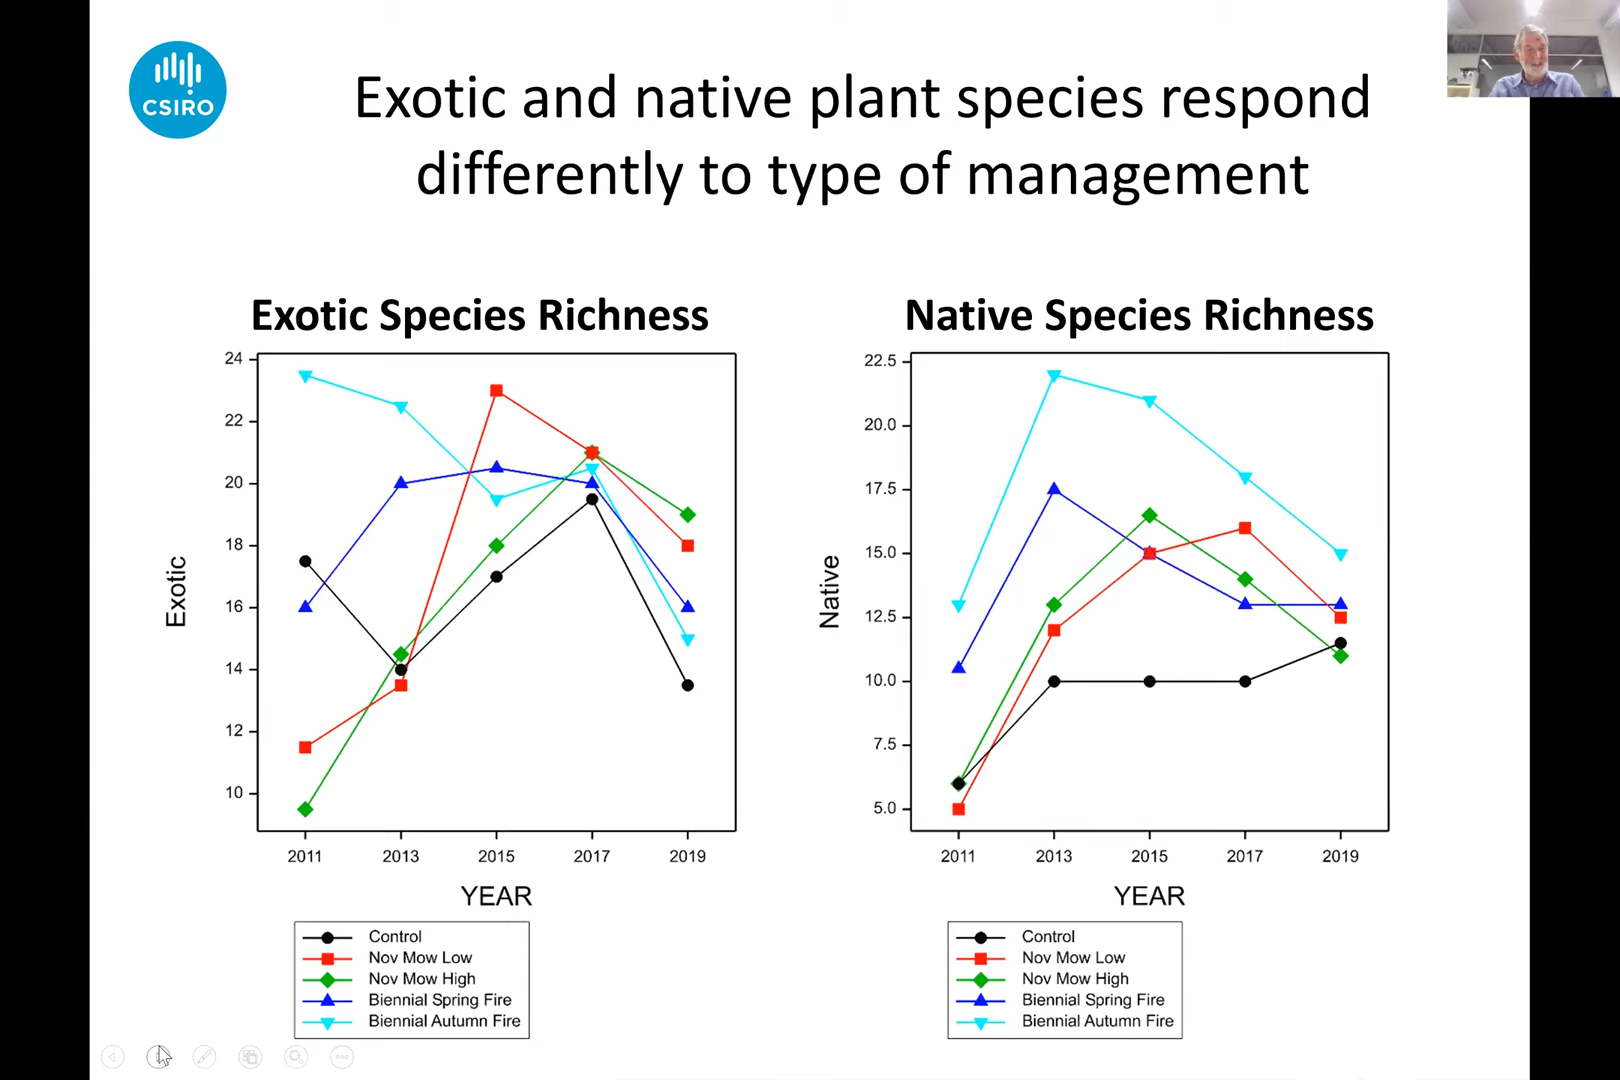 CSIRO
Exotic and native plant species respond
differently to type of management
Exotic Species Richness
24
22
20
18
16
14
12
10
Exotic
2011 2013 2015 2017 2019
YEAR
Control
Nov Mow Low
Nov Mow High
Biennial Spring Fire
Biennial Autumn Fire
Native Species Richness
22.5
20.0
17.5
15.0
12.5
10.0
7.5
5.0
Native
2011 2013 2015 2017 2019
YEAR
Control
Nov Mow Low
Nov Mow High
Biennial Spring Fire
Biennial Autumn Fire